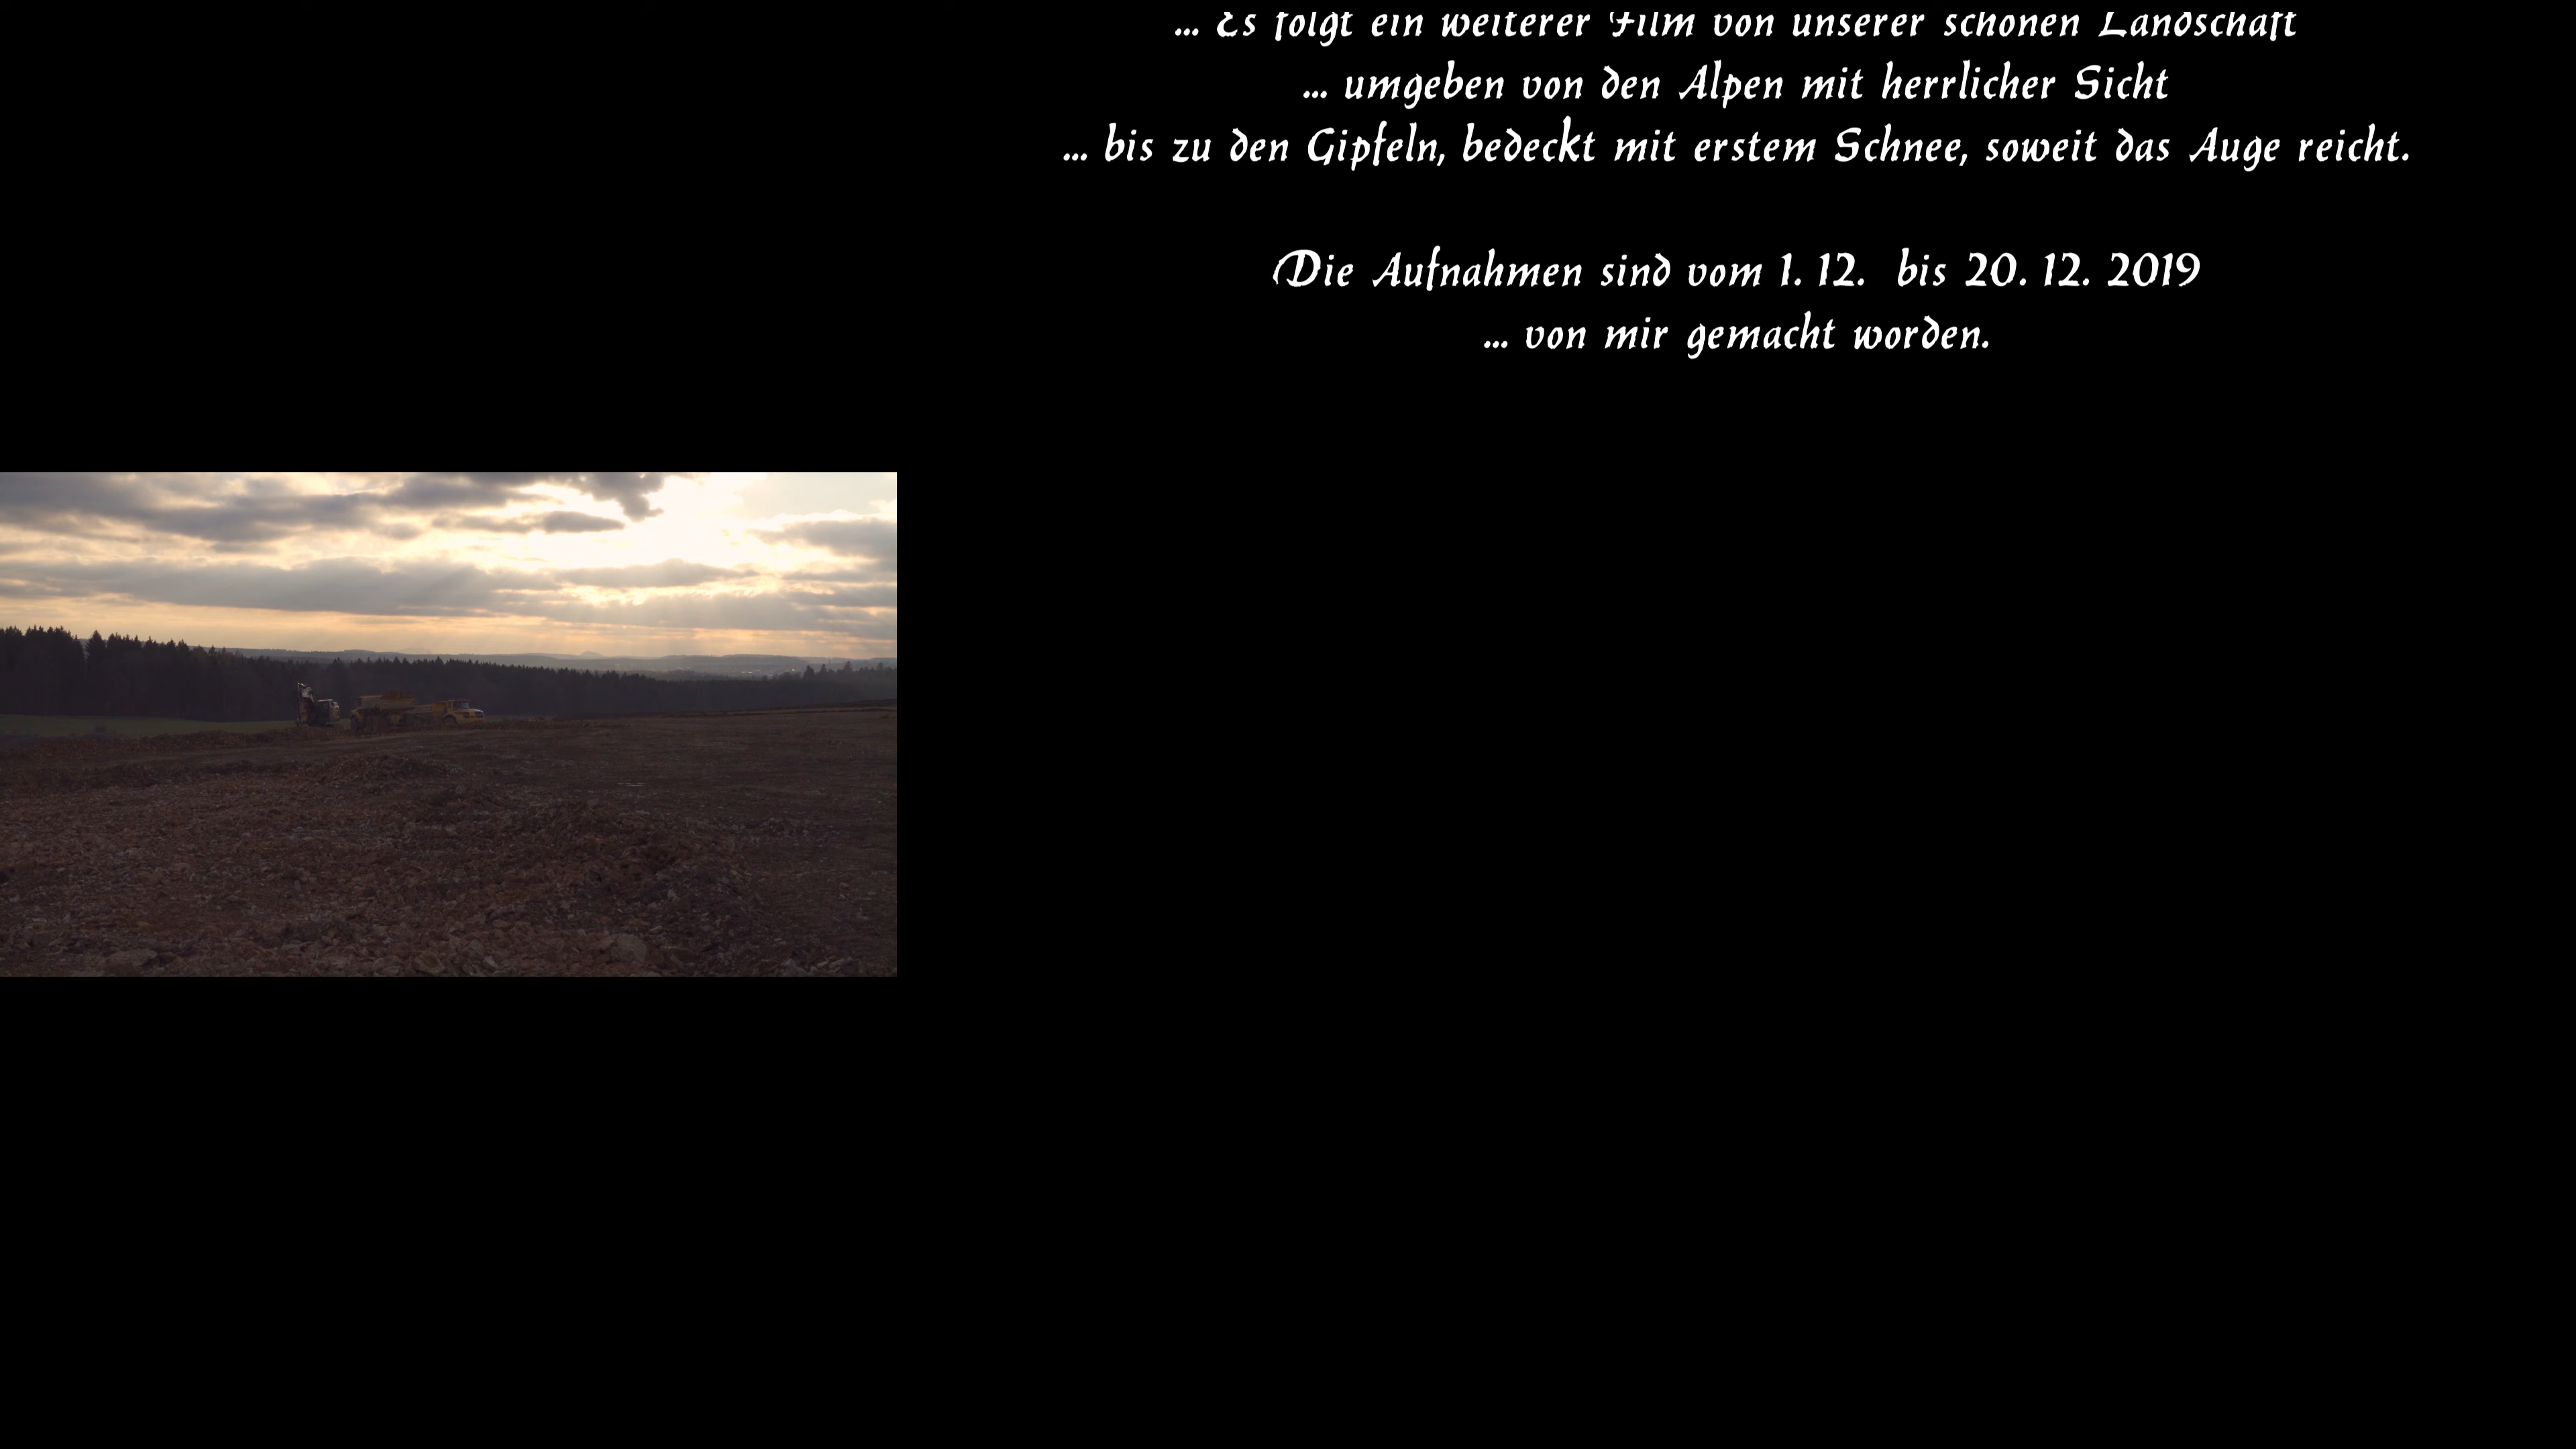 ... Es folgt ein weiterer Film von unserer schönen Landschaft
... umgeben von den Alpen mit herrlicher Sicht
... bis zu den Gipfeln, bedeckt mit erstem Schnee, soweit das Auge reicht.
Die Aufnahmen sind vom 1. 12. bis 20. 12. 2019
... von mir gemacht worden.